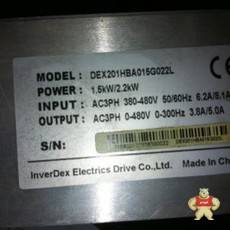 MODEL : DEX201HBA015G022L
POWER : 1.5kW/2.2kW
INPUT : AC3PH 380-480V 50/60Hz 6.2A/8.1A
OUTPUT : AC3PH 0-480V 0-300Hz 3.8A/5.0A
S/N:
InverDex Electrics Drive Co.,Ltd. Made in Ch